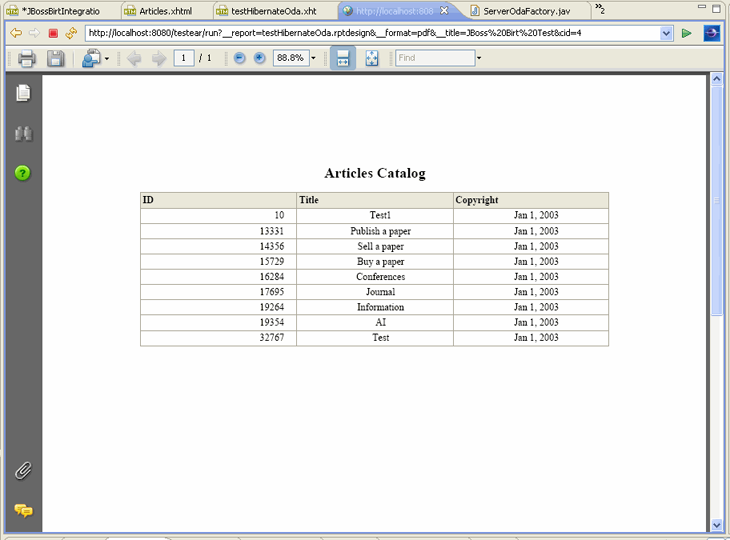 *JBossBirtIntegratio Articles.xhtml testHibernateOda.xht http://localhost:808 ServerOdaFactory.jav »2
http://localhost:8080/testear/run?__report=testHibernateOda.rptdesign&__format=pdf&__title=JBoss%20Birt%20Test&cid=4
1 / 1 88.8% Find
Articles Catalog
ID Title Copyright
10 Test1 Jan 1, 2003
13331 Publish a paper Jan 1, 2003
14356 Sell a paper Jan 1, 2003
15729 Buy a paper Jan 1, 2003
16284 Conferences Jan 1, 2003
17695 Journal Jan 1, 2003
19264 Information Jan 1, 2003
19354 AI Jan 1, 2003
32767 Test Jan 1, 2003